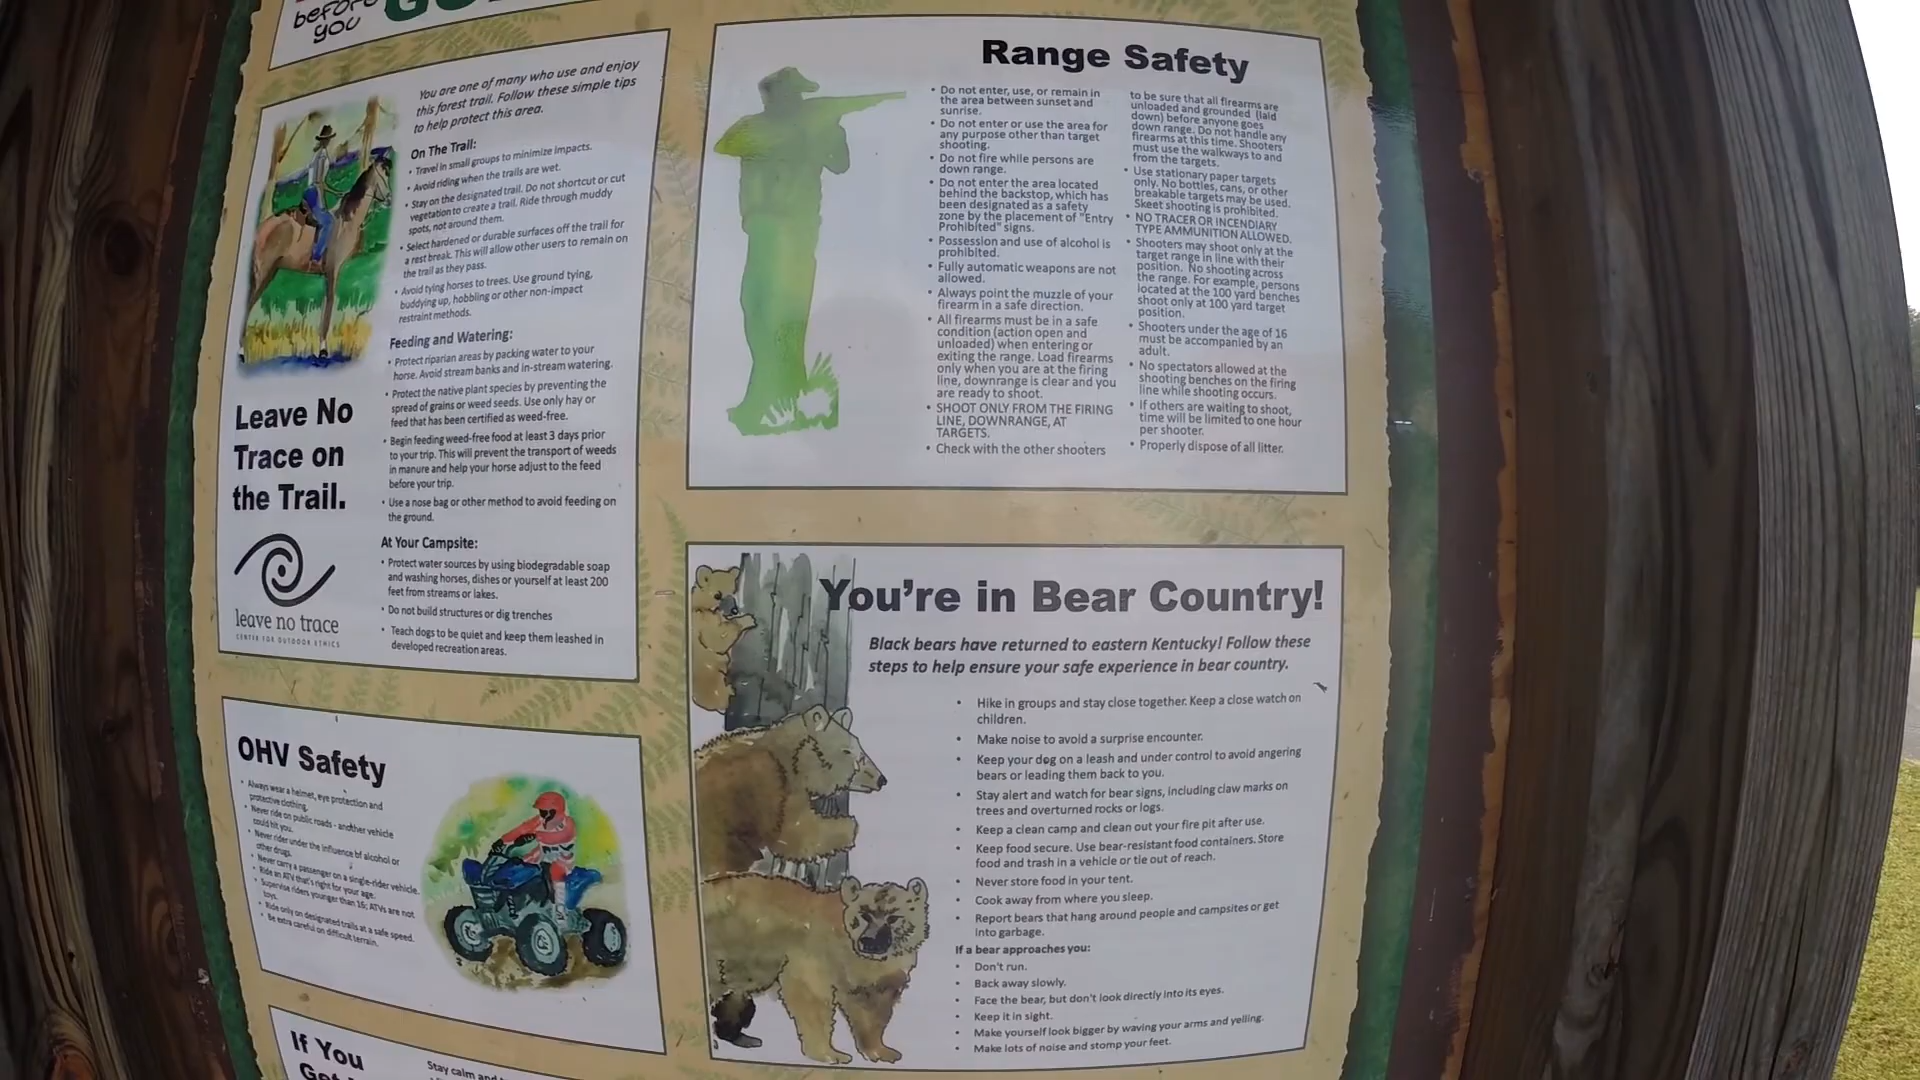 before
you
You are one of many who use and enjoy
this forest trail. Follow these simple tips
to help protect this area.
On The Trail:
• Travel in small groups to minimize impacts.
• Avoid riding when the trails are wet.
• Stay on the designated trail. Do not shortcut or cut
vegetation to create a trail. Ride through muddy
spots, not around them.
• Select hardened or durable surfaces off the trail for
a rest break. This will allow other users to remain on
the trail as they pass.
• Avoid tying horses to trees. Use ground tying,
buddying up, hobbling or other non-impact
restraint methods.
Feeding and Watering:
• Protect riparian areas by packing water to your
horse. Avoid stream banks and in-stream watering.
• Protect the native plant species by preventing the
spread of grains or weed seeds. Use only hay or
feed that has been certified as weed-free.
• Begin feeding weed-free food at least 3 days prior
to your trip. This will prevent the transport of weeds
in manure and help your horse adjust to the feed
before your trip.
• Use a nose bag or other method to avoid feeding on
the ground.
At Your Campsite:
• Protect water sources by using biodegradable soap
and washing horses, dishes or yourself at least 200
feet from streams or lakes.
• Do not build structures or dig trenches
• Teach dogs to be quiet and keep them leashed in
developed recreation areas.
Leave No
Trace on
the Trail.
leave no trace
CENTER FOR OUTDOOR ETHICS
OHV Safety
• Always wear a helmet, eye protection and
protective clothing.
• Never ride on public roads - another vehicle
could hit you.
• Never ride under the influence of alcohol or
other drugs.
• Never carry a passenger on a single-rider vehicle.
• Ride an ATV that's right for your age.
• Supervise riders younger than 16; ATVs are not
toys.
• Ride only on designated trails at a safe speed.
• Be extra careful on difficult terrain.
If You
Get
Stay calm and
Range Safety
• Do not enter, use, or remain in
the area between sunset and
sunrise.
• Do not enter or use the area for
any purpose other than target
shooting.
• Do not fire while persons are
down range.
• Do not enter the area located
behind the backstop, which has
been designated as a safety
zone by the placement of "Entry
Prohibited" signs.
• Possession and use of alcohol is
prohibited.
• Fully automatic weapons are not
allowed.
• Always point the muzzle of your
firearm in a safe direction.
• All firearms must be in a safe
condition (action open and
unloaded) when entering or
exiting the range. Load firearms
only when you are at the firing
line, downrange is clear and you
are ready to shoot.
• SHOOT ONLY FROM THE FIRING
LINE, DOWNRANGE, AT
TARGETS.
• Check with the other shooters
to be sure that all firearms are
unloaded and grounded (laid
down) before anyone goes
down range. Do not handle any
firearms at this time. Shooters
must use the walkways to and
from the targets.
• Use stationary paper targets
only. No bottles, cans, or other
breakable targets may be used.
Skeet shooting is prohibited.
• NO TRACER OR INCENDIARY
TYPE AMMUNITION ALLOWED.
• Shooters may shoot only at the
target range in line with their
position. No shooting across
the range. For example, persons
located at the 100 yard benches
shoot only at 100 yard target
position.
• Shooters under the age of 16
must be accompanied by an
adult.
• No spectators allowed at the
shooting benches on the firing
line while shooting occurs.
• If others are waiting to shoot,
time will be limited to one hour
per shooter.
• Properly dispose of all litter.
You're in Bear Country!
Black bears have returned to eastern Kentucky! Follow these
steps to help ensure your safe experience in bear country.
• Hike in groups and stay close together. Keep a close watch on
children.
• Make noise to avoid a surprise encounter.
• Keep your dog on a leash and under control to avoid angering
bears or leading them back to you.
• Stay alert and watch for bear signs, including claw marks on
trees and overturned rocks or logs.
• Keep a clean camp and clean out your fire pit after use.
• Keep food secure. Use bear-resistant food containers. Store
food and trash in a vehicle or tie out of reach.
• Never store food in your tent.
• Cook away from where you sleep.
• Report bears that hang around people and campsites or get
into garbage.
If a bear approaches you:
• Don't run.
• Back away slowly.
• Face the bear, but don't look directly into its eyes.
• Keep it in sight.
• Make yourself look bigger by waving your arms and yelling.
• Make lots of noise and stomp your feet.